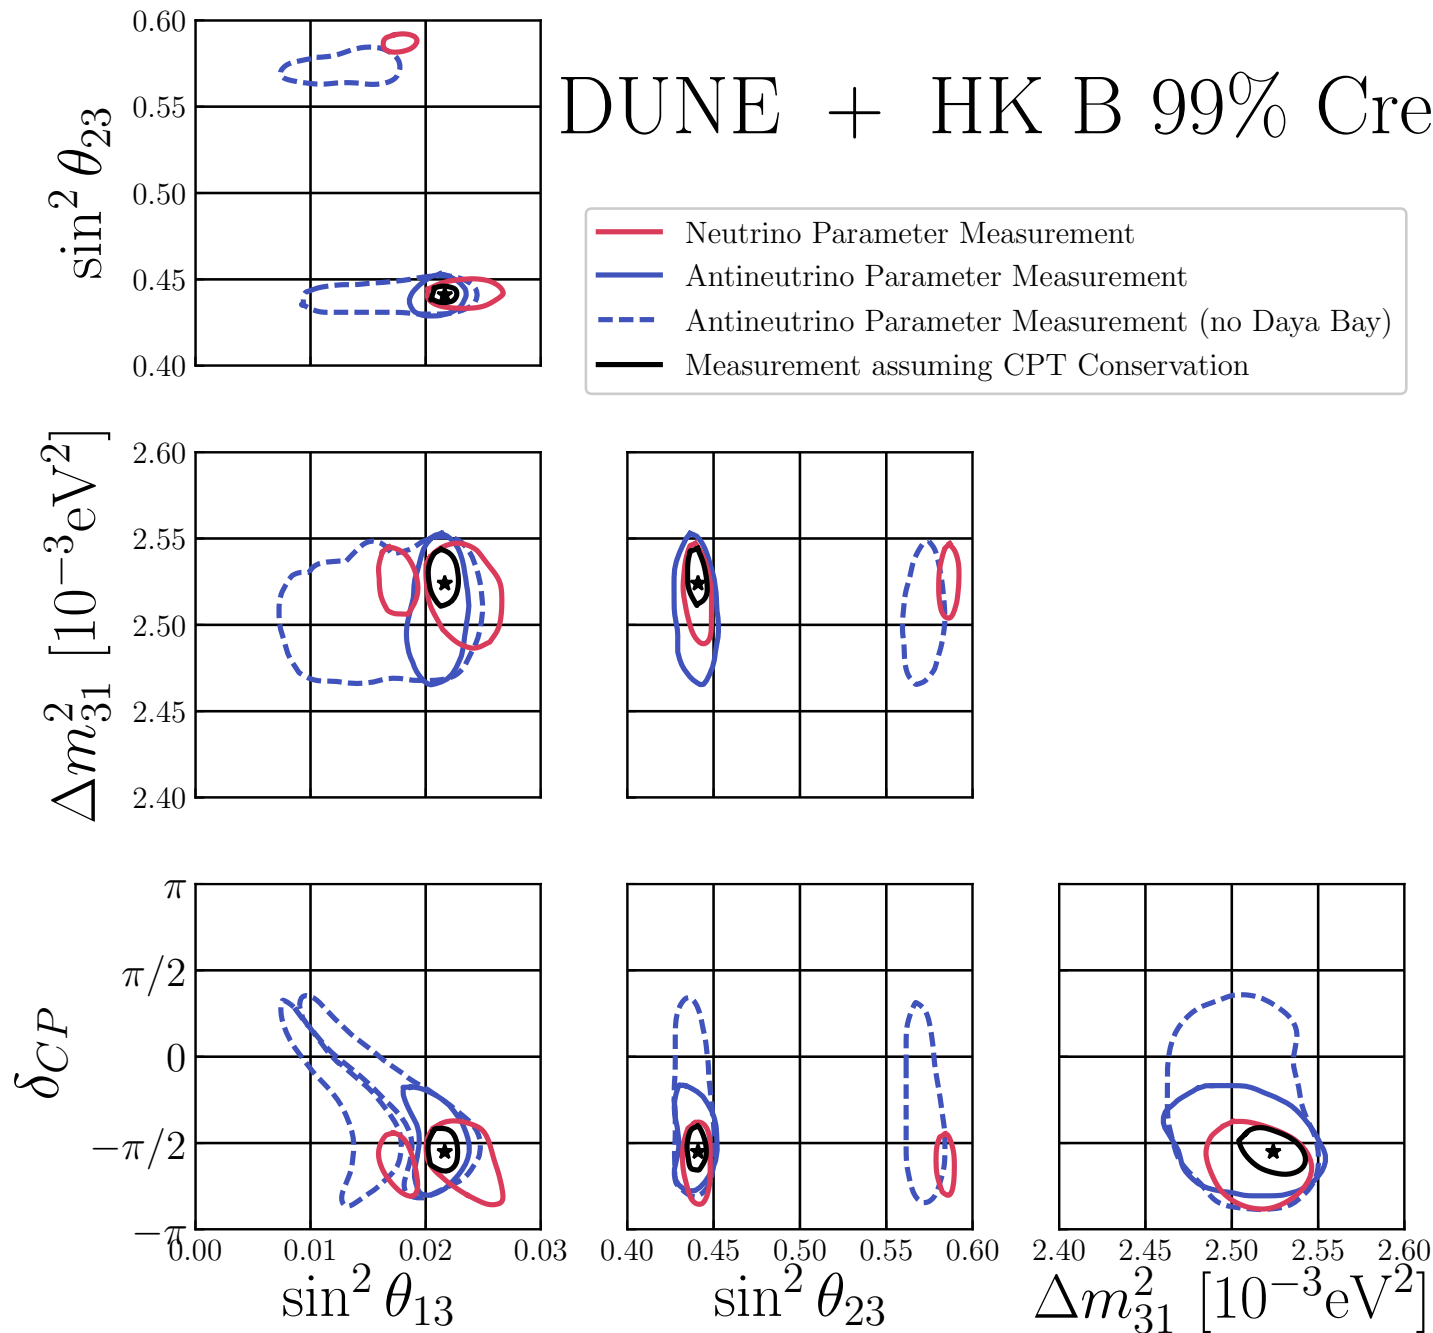 DUNE + HK B 99% Cre
Neutrino Parameter Measurement
Antineutrino Parameter Measurement
Antineutrino Parameter Measurement (no Daya Bay)
Measurement assuming CPT Conservation
0.60
0.55
0.50
0.45
0.40
sin² θ₂₃
2.60
2.55
2.50
2.45
2.40
Δm²₃₁ [10⁻³eV²]
π
π/2
0
−π/2
−π
δ_CP
0.00 0.01 0.02 0.03
sin² θ₁₃
0.40 0.45 0.50 0.55 0.60
sin² θ₂₃
2.40 2.45 2.50 2.55 2.60
Δm²₃₁ [10⁻³eV²]